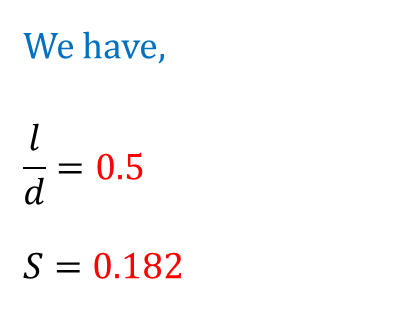 We have,
l/d = 0.5
S = 0.182